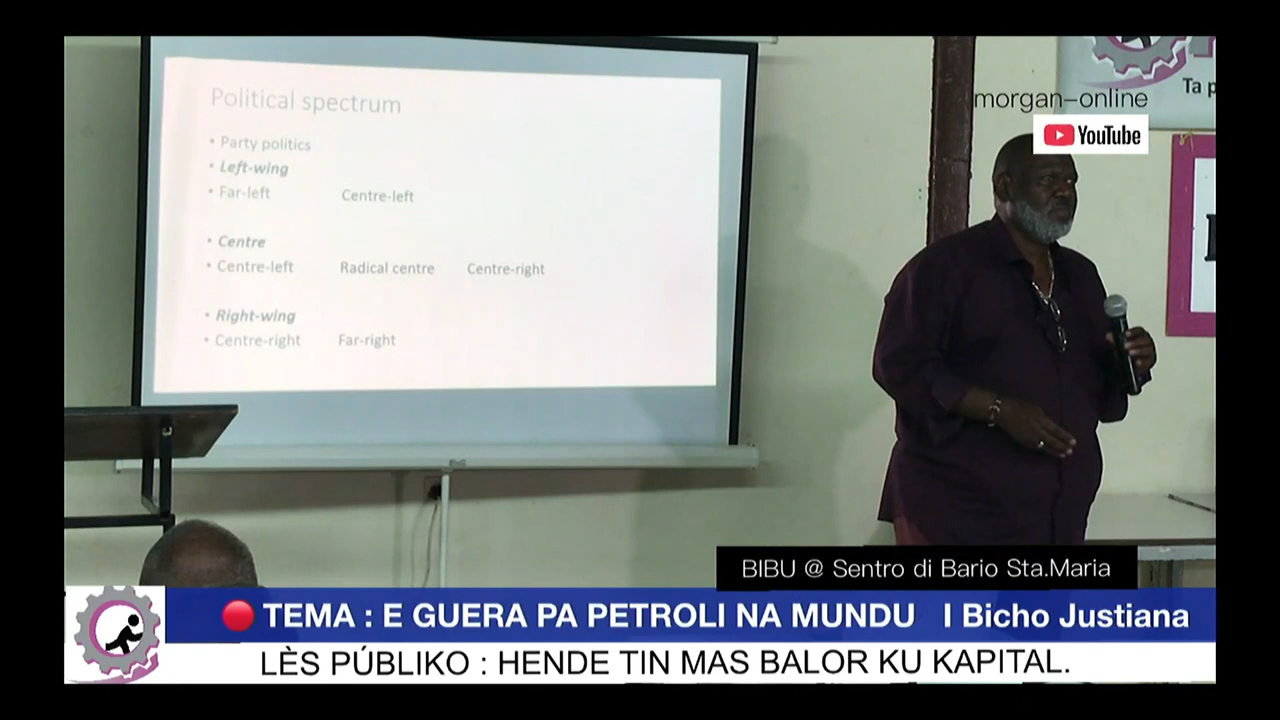 Political spectrum
• Party politics
• Left-wing
• Far-left Centre-left
• Centre
• Centre-left Radical centre Centre-right
• Right-wing
• Centre-right Far-right
Ta p
morgan-online
YouTube
BIBU @ Sentro di Bario Sta.Maria
TEMA : E GUERA PA PETROLI NA MUNDU I Bicho Justiana
LÈS PÚBLIKO : HENDE TIN MAS BALOR KU KAPITAL.